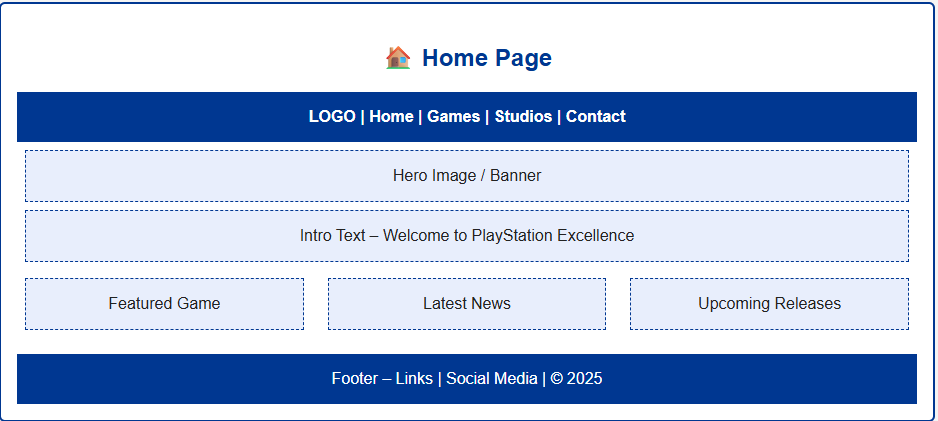 🏠 Home Page
LOGO | Home | Games | Studios | Contact
Hero Image / Banner
Intro Text – Welcome to PlayStation Excellence
Featured Game
Latest News
Upcoming Releases
Footer – Links | Social Media | © 2025